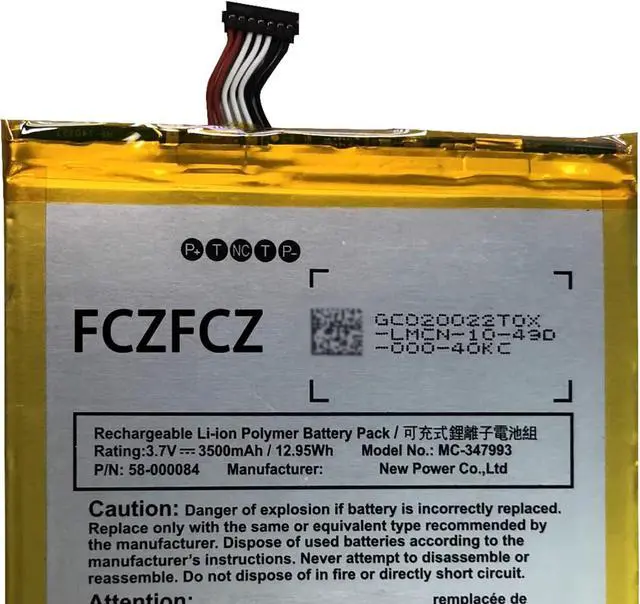 P+ T NC T P-
FCZFCZ
GC020022T0X
-LMCN-10-49D
-000-40KC
Rechargeable Li-ion Polymer Battery Pack / 可充式鋰離子電池組
Rating:3.7V⎓3500mAh / 12.95Wh Model No.: MC-347993
P/N: 58-000084 Manufacturer: New Power Co.,Ltd
Caution: Danger of explosion if battery is incorrectly replaced.
Replace only with the same or equivalent type recommended by
the manufacturer. Dispose of used batteries according to the
manufacturer's instructions. Never attempt to disassemble or
reassemble. Do not dispose of in fire or directly short circuit.
Attention:
remplacée de